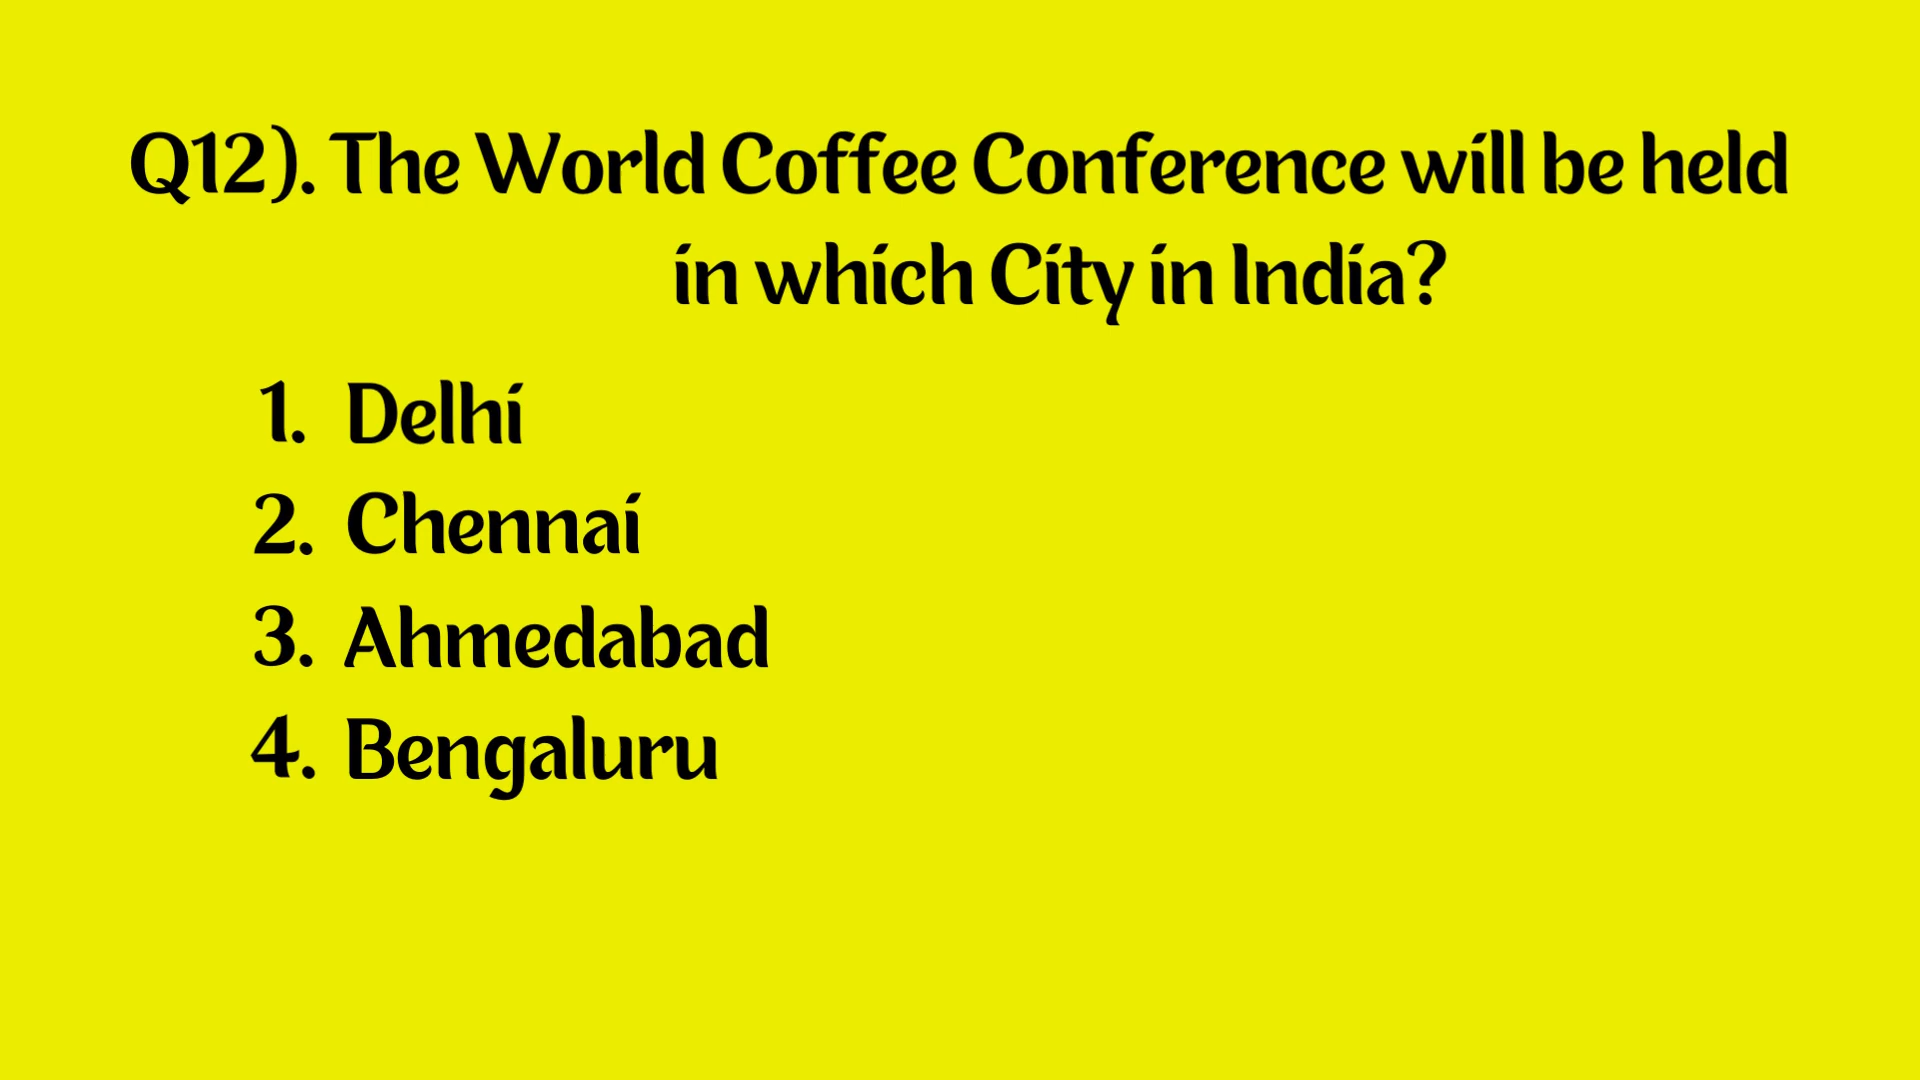 Q12). The World Coffee Conference will be held
in which City in India?
1. Delhi
2. Chennai
3. Ahmedabad
4. Bengaluru